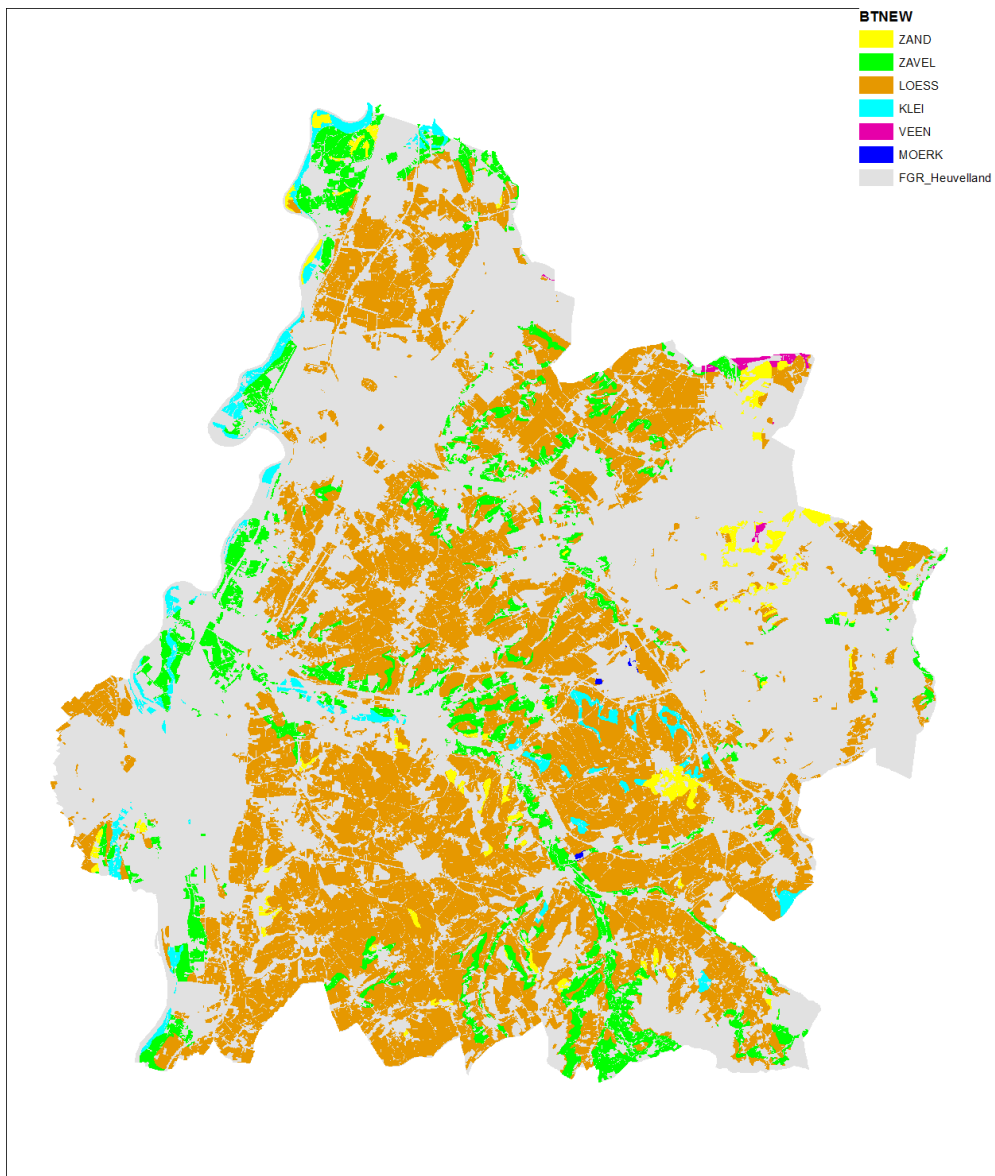 BTNEW
ZAND
ZAVEL
LOESS
KLEI
VEEN
MOERK
FGR_Heuvelland